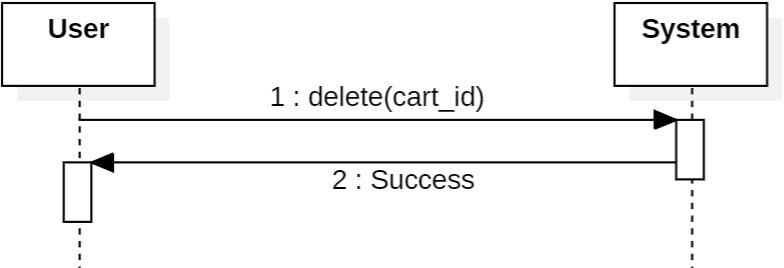 User
System
1 : delete(cart_id)
2 : Success